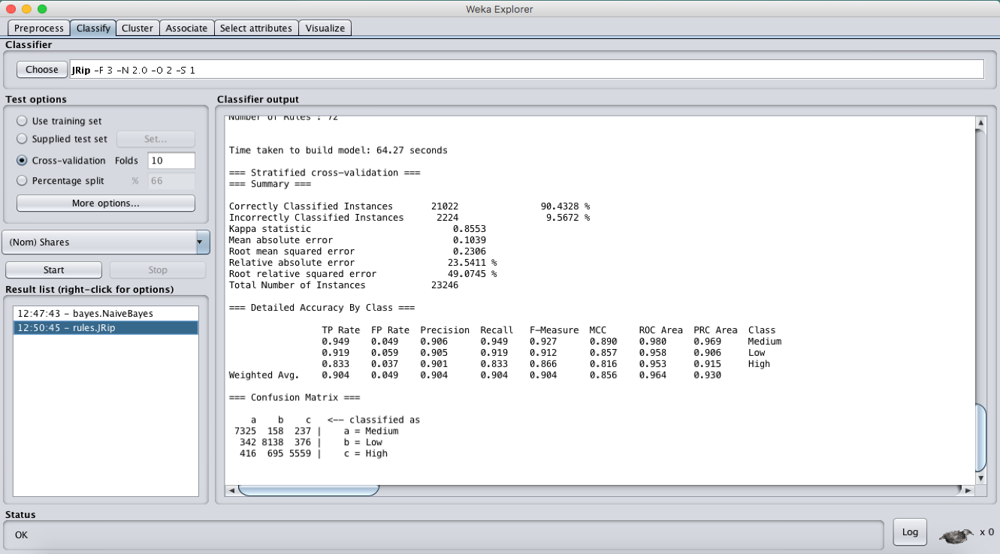 Weka Explorer
Preprocess Classify Cluster Associate Select attributes Visualize
Classifier
Choose JRip -F 3 -N 2.0 -O 2 -S 1
Test options
Use training set
Supplied test set Set...
Cross-validation Folds 10
Percentage split % 66
More options...
(Nom) Shares
Start Stop
Result list (right-click for options)
12:47:43 - bayes.NaiveBayes
12:50:45 - rules.JRip
Classifier output
Number of Rules : 72
Time taken to build model: 64.27 seconds
=== Stratified cross-validation ===
=== Summary ===
Correctly Classified Instances 21022 90.4328 %
Incorrectly Classified Instances 2224 9.5672 %
Kappa statistic 0.8553
Mean absolute error 0.1039
Root mean squared error 0.2306
Relative absolute error 23.5411 %
Root relative squared error 49.0745 %
Total Number of Instances 23246
=== Detailed Accuracy By Class ===
TP Rate FP Rate Precision Recall F-Measure MCC ROC Area PRC Area Class
0.949 0.049 0.906 0.949 0.927 0.890 0.980 0.969 Medium
0.919 0.059 0.905 0.919 0.912 0.857 0.958 0.906 Low
0.833 0.037 0.901 0.833 0.866 0.816 0.953 0.915 High
Weighted Avg. 0.904 0.049 0.904 0.904 0.904 0.856 0.964 0.930
=== Confusion Matrix ===
a b c <-- classified as
7325 158 237 | a = Medium
342 8138 376 | b = Low
416 695 5559 | c = High
Status
OK
Log x 0